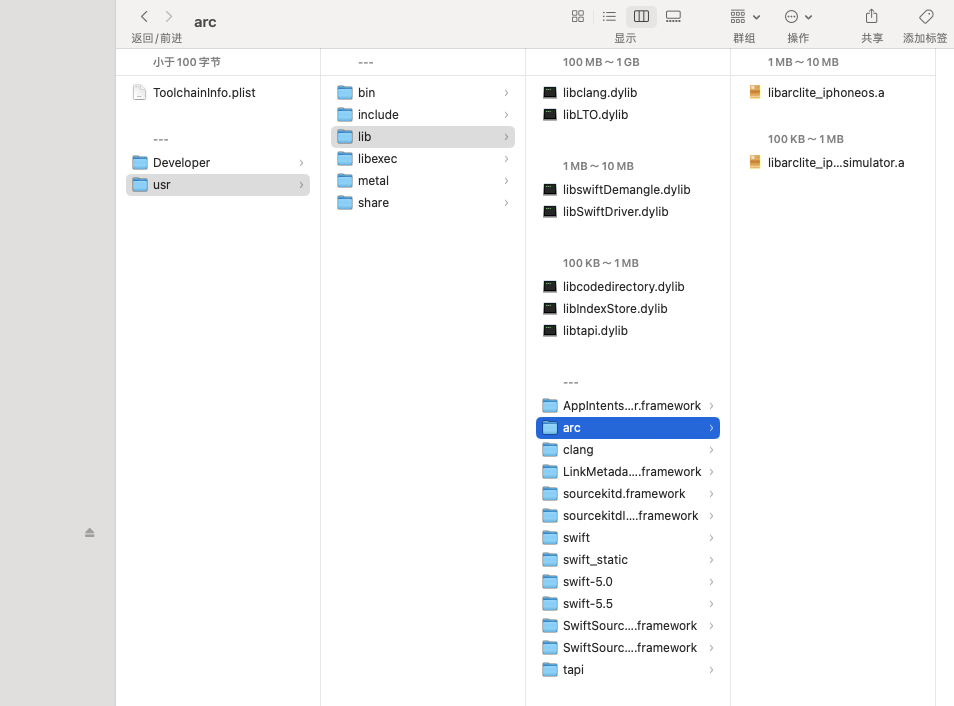 arc
返回/前进
显示
群组
操作
共享
添加标签
小于 100 字节
ToolchainInfo.plist
---
Developer
usr
---
bin
include
lib
libexec
metal
share
100 MB～1 GB
libclang.dylib
libLTO.dylib
1 MB～10 MB
libswiftDemangle.dylib
libSwiftDriver.dylib
100 KB～1 MB
libcodedirectory.dylib
libIndexStore.dylib
libtapi.dylib
---
AppIntents...r.framework
arc
clang
LinkMetada....framework
sourcekitd.framework
sourcekitdI....framework
swift
swift_static
swift-5.0
swift-5.5
SwiftSourc....framework
SwiftSourc....framework
tapi
1 MB～10 MB
libarclite_iphoneos.a
100 KB～1 MB
libarclite_ip...simulator.a